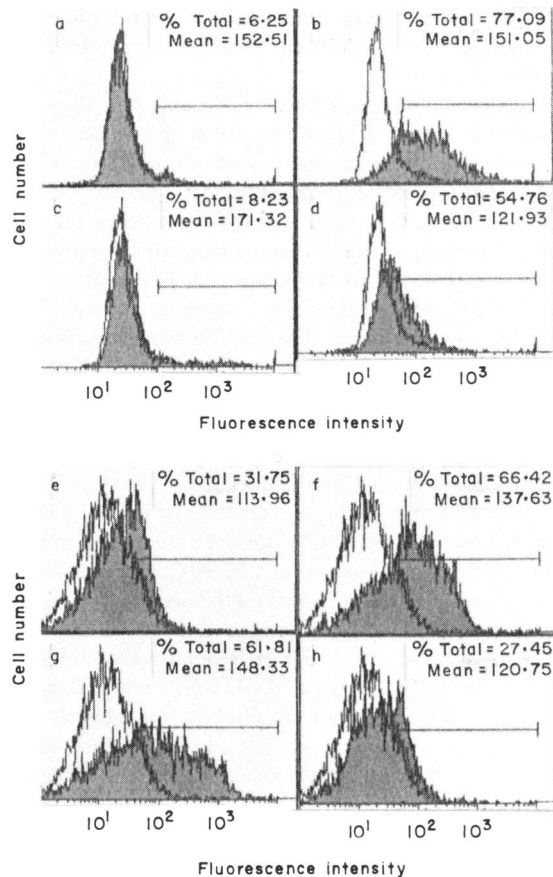 a
% Total = 6·25
Mean = 152·51
b
% Total = 77·09
Mean = 151·05
c
% Total = 8·23
Mean = 171·32
d
% Total = 54·76
Mean = 121·93
Cell number
10¹ 10² 10³
10¹ 10² 10³
Fluorescence intensity
e
% Total = 31·75
Mean = 113·96
f
% Total = 66·42
Mean = 137·63
g
% Total = 61·81
Mean = 148·33
h
% Total = 27·45
Mean = 120·75
Cell number
10¹ 10² 10³
10¹ 10² 10³
Fluorescence intensity